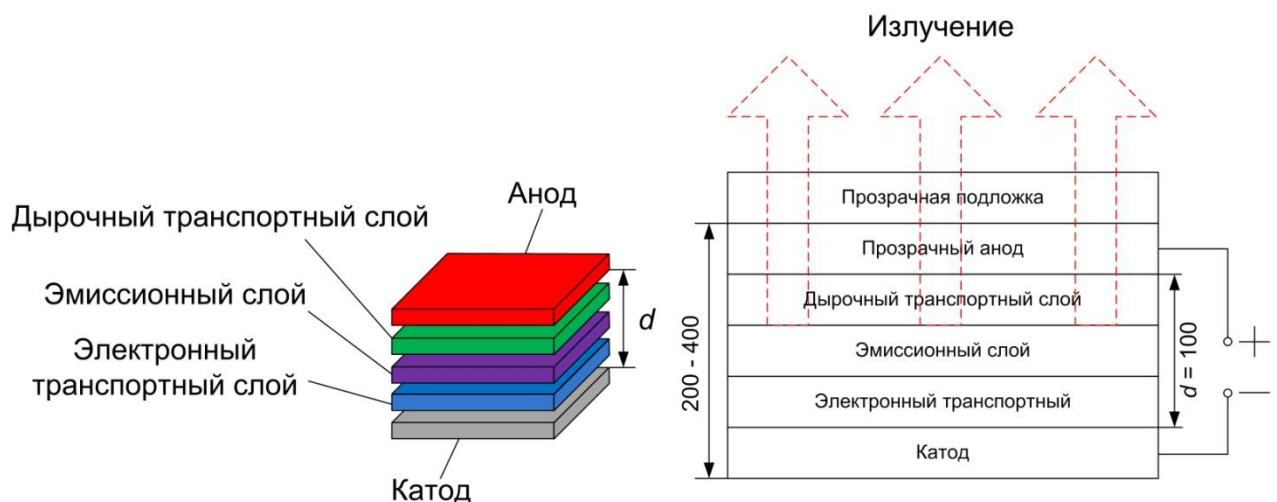 Излучение
Анод
Дырочный транспортный слой
Эмиссионный слой
Электронный
транспортный слой
Катод
d
Прозрачная подложка
Прозрачный анод
Дырочный транспортный слой
Эмиссионный слой
Электронный транспортный
Катод
200 - 400
d = 100
+
−